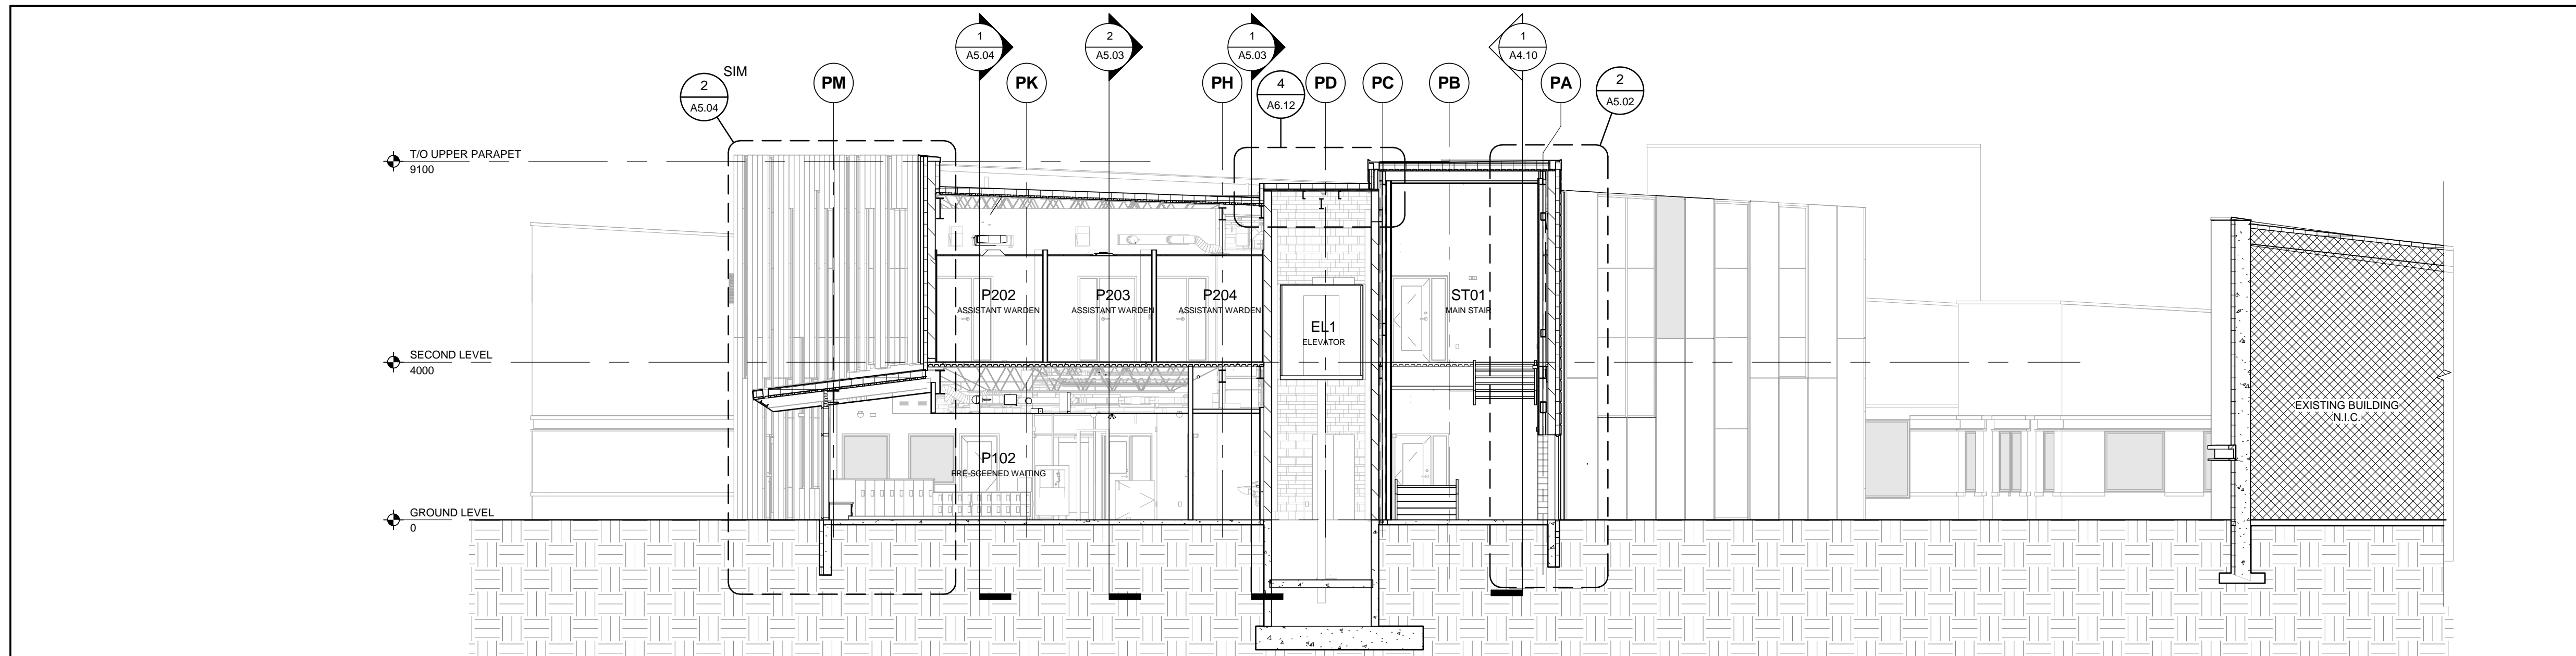 1
A5.04
2
A5.03
1
A5.03
1
A4.10
SIM
2
A5.04
PM
PK
PH
4
A6.12
PD
PC
PB
PA
2
A5.02
T/O UPPER PARAPET
9100
P202
ASSISTANT WARDEN
P203
ASSISTANT WARDEN
P204
ASSISTANT WARDEN
EL1
ELEVATOR
ST01
MAIN STAIR
SECOND LEVEL
4000
EXISTING BUILDING
N.I.C.
P102
PRE-SCEENED WAITING
GROUND LEVEL
0